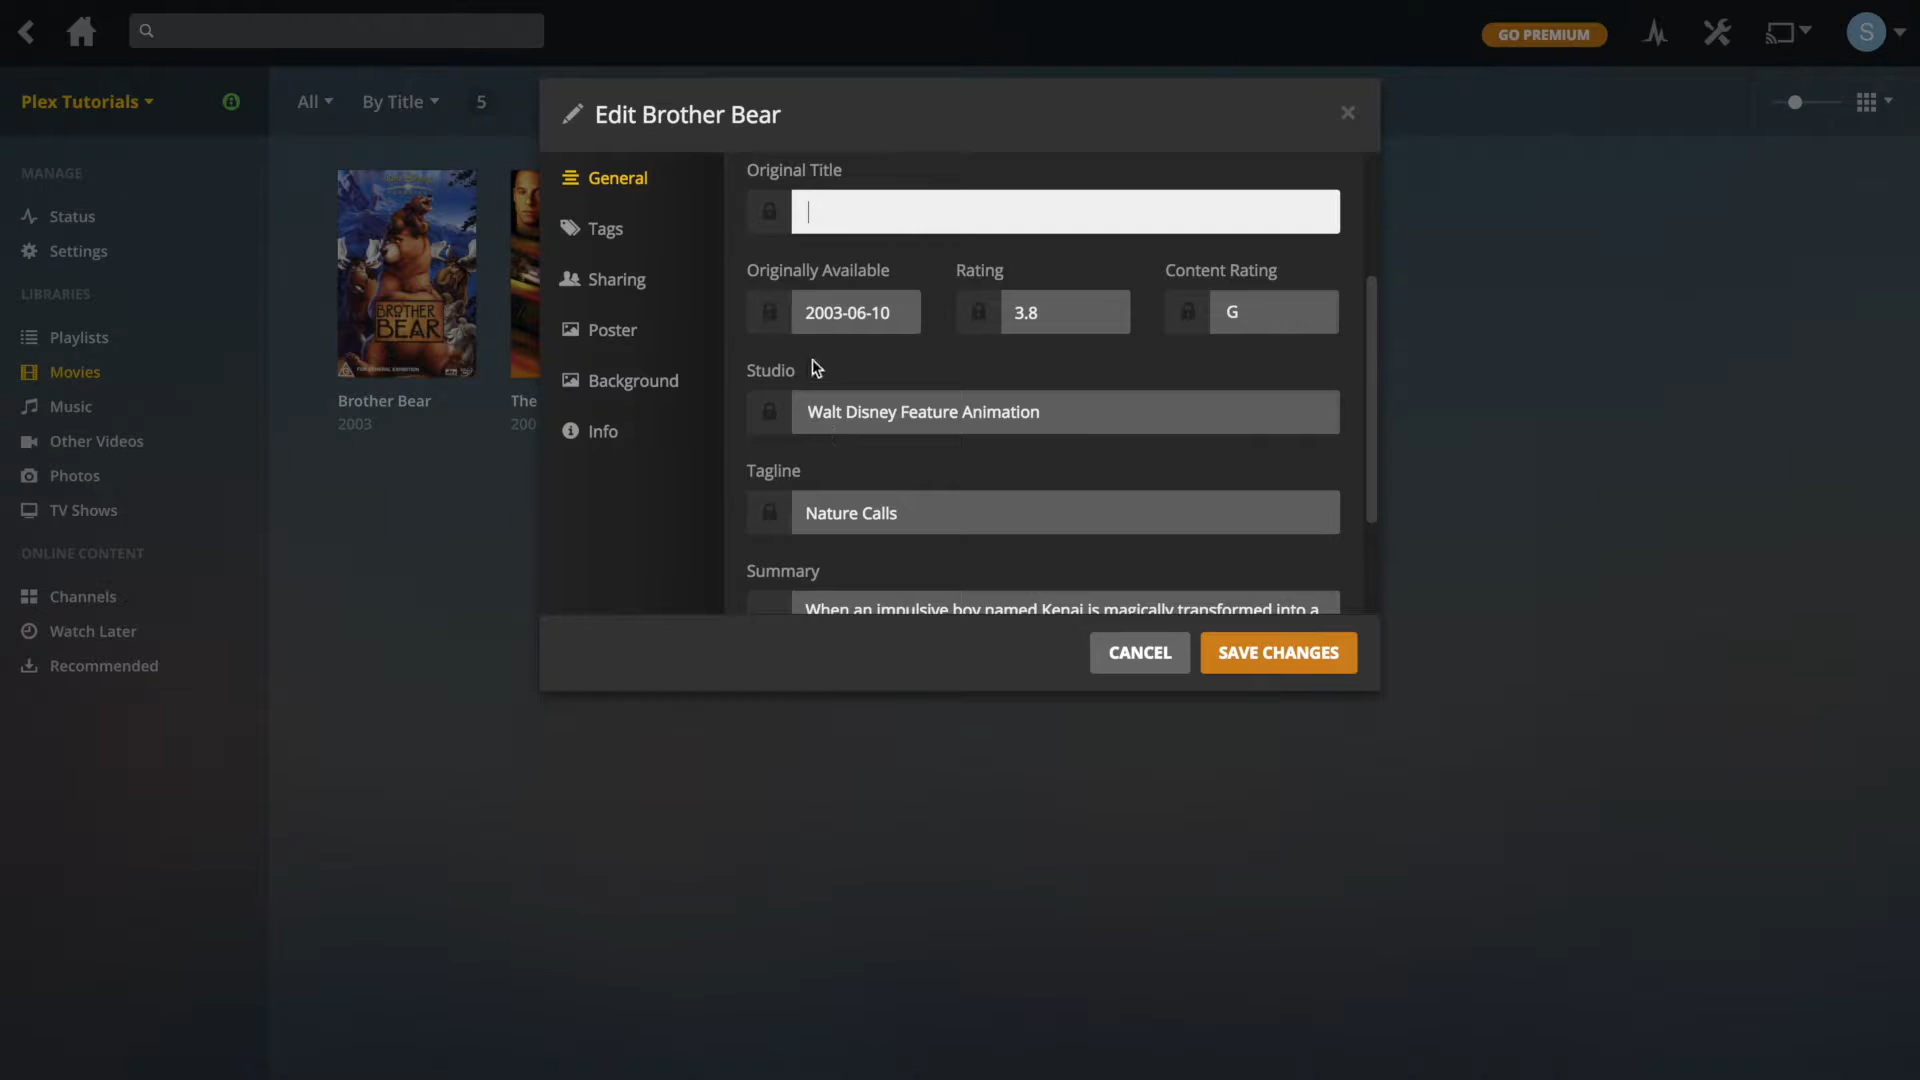 GO PREMIUM
S
Plex Tutorials
All
By Title
5
MANAGE
Status
Settings
LIBRARIES
Playlists
Movies
Music
Other Videos
Photos
TV Shows
ONLINE CONTENT
Channels
Watch Later
Recommended
BROTHER
BEAR
Brother Bear
2003
The
200
Edit Brother Bear
General
Tags
Sharing
Poster
Background
Info
Original Title
Originally Available
Rating
Content Rating
2003-06-10
3.8
G
Studio
Walt Disney Feature Animation
Tagline
Nature Calls
Summary
When an impulsive boy named Kenai is magically transformed into a
CANCEL
SAVE CHANGES